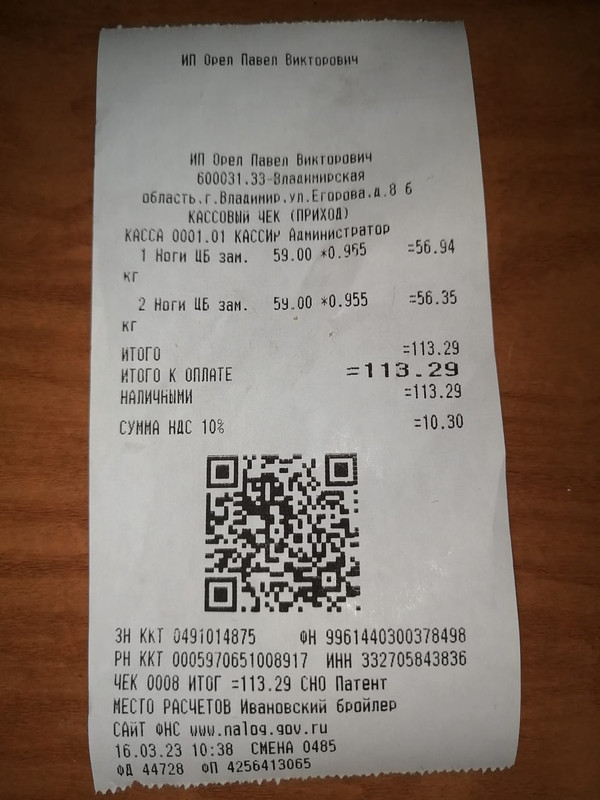 ИП Орел Павел Викторович
ИП Орел Павел Викторович
600031.33-Владимирская
область.г.Владимир.ул.Егорова.д.8 б
КАССОВЫЙ ЧЕК (ПРИХОД)
КАССА 0001.01 КАССИР Администратор
1 Ноги ЦБ зам. 59.00 *0.965 =56.94
кг
2 Ноги ЦБ зам. 59.00 *0.955 =56.35
кг
ИТОГО =113.29
ИТОГО К ОПЛАТЕ =113.29
НАЛИЧНЫМИ =113.29
СУММА НДС 10% =10.30
ЗН ККТ 0491014875 ФН 9961440300378498
РН ККТ 0005970651008917 ИНН 332705843836
ЧЕК 0008 ИТОГ =113.29 СНО Патент
МЕСТО РАСЧЕТОВ Ивановский бройлер
САЙТ ФНС www.nalog.gov.ru
16.03.23 10:38 СМЕНА 0485
ФД 44728 ФП 4256413065